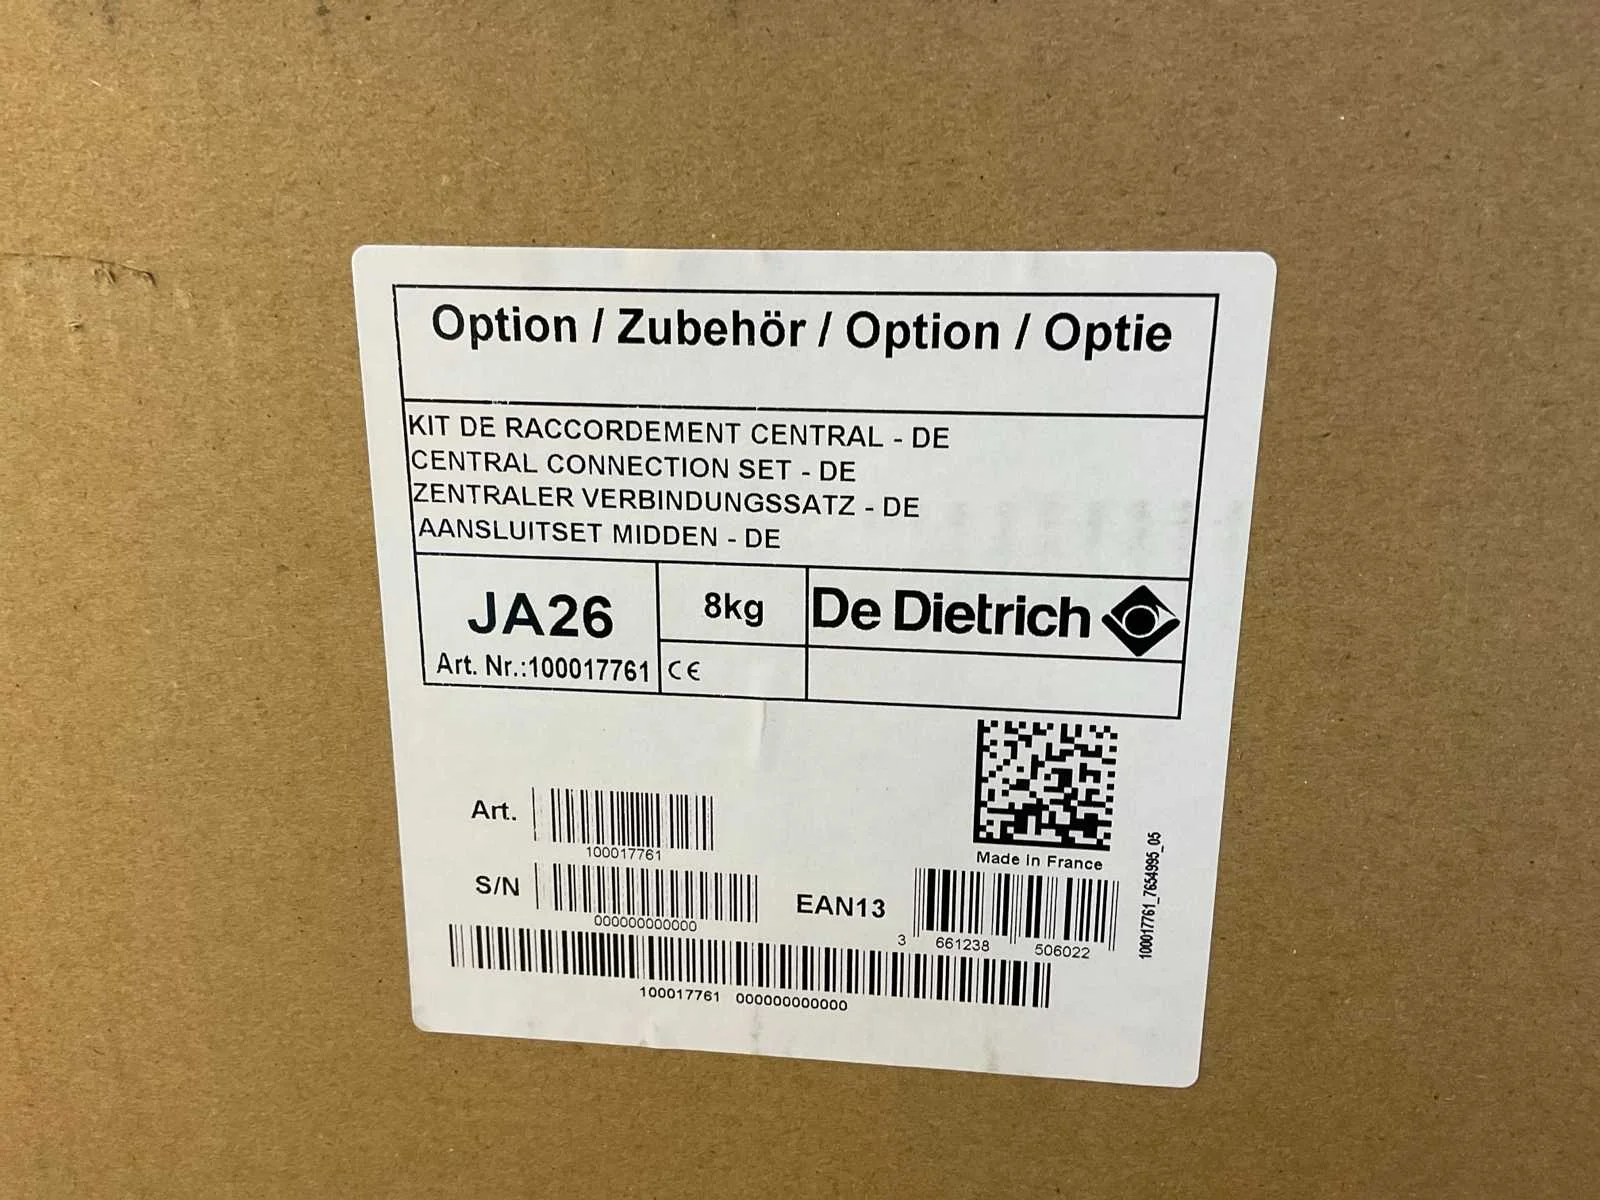 Option / Zubehör / Option / Optie
KIT DE RACCORDEMENT CENTRAL - DE
CENTRAL CONNECTION SET - DE
ZENTRALER VERBINDUNGSSATZ - DE
AANSLUITSET MIDDEN - DE
JA26
Art. Nr.:100017761
8kg
CE
De Dietrich
Made In France
Art.
100017761
S/N
000000000000
EAN13
3 661238 506022
100017761 000000000000
100017761_7654995_05